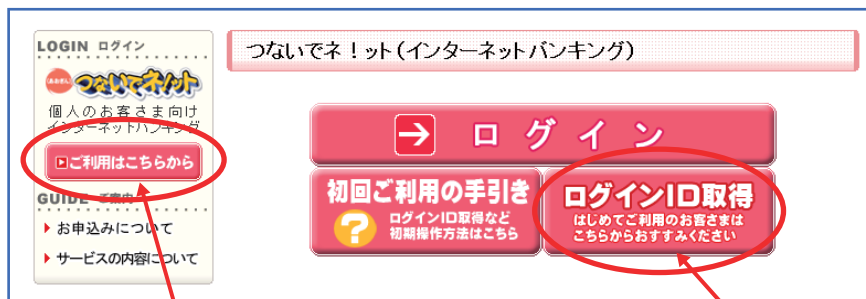 LOGIN ログイン
あおぎん つないでネ!ット
個人のお客さま向け
インターネットバンキング
ご利用はこちらから
GUIDE ご案内
お申込みについて
サービスの内容について
つないでネ!ット(インターネットバンキング)
ログイン
初回ご利用の手引き
?
ログインID取得など
初期操作方法はこちら
ログインID取得
はじめてご利用のお客さまは
こちらからおすすみください